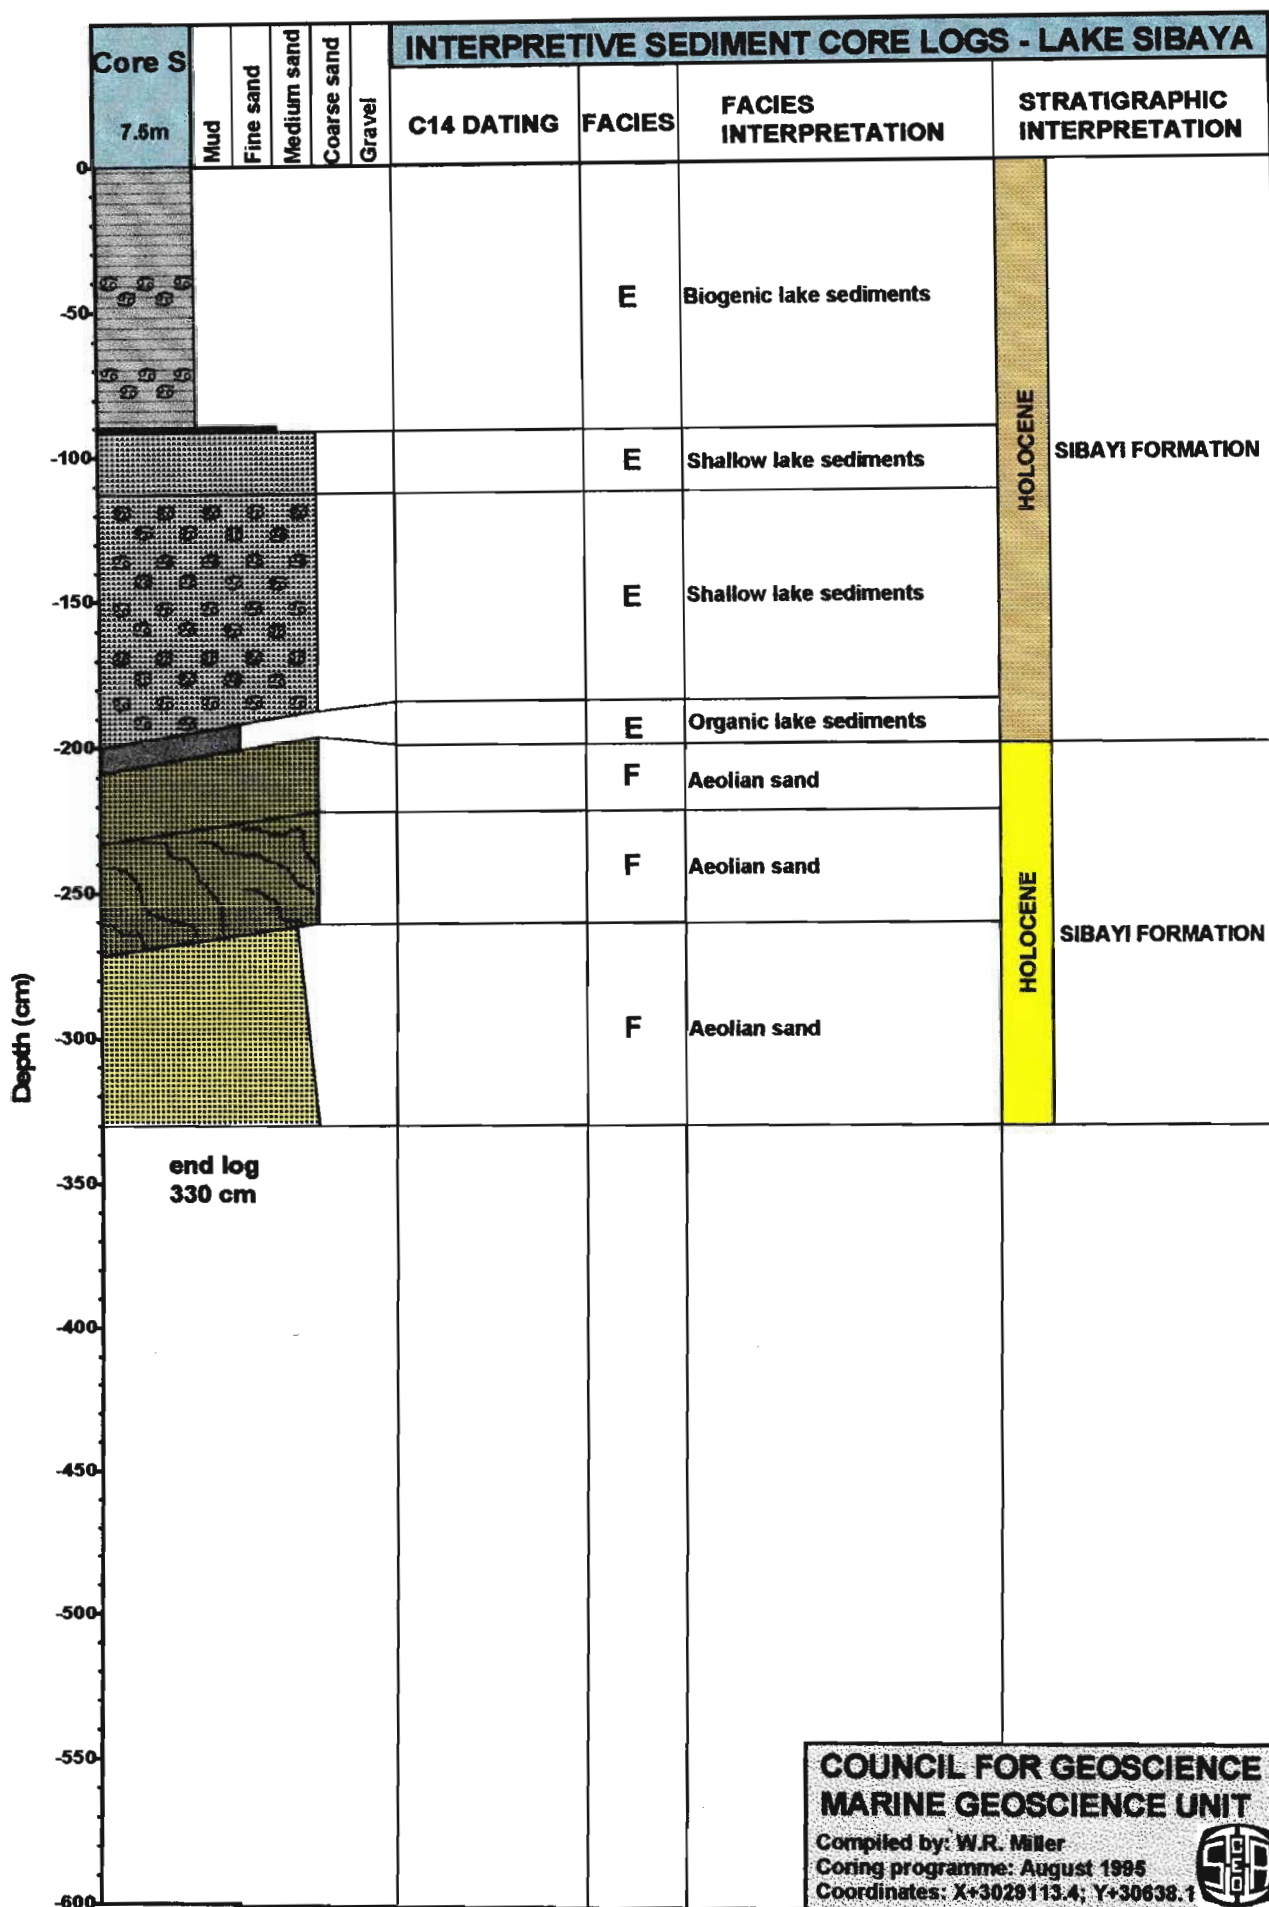 INTERPRETIVE SEDIMENT CORE LOGS - LAKE SIBAYA
Core S
7.5m
Mud
Fine sand
Medium sand
Coarse sand
Gravel
C14 DATING
FACIES
FACIES
INTERPRETATION
STRATIGRAPHIC
INTERPRETATION
Depth (cm)
0
-50
-100
-150
-200
-250
-300
-350
-400
-450
-500
-550
-600
E
Biogenic lake sediments
E
Shallow lake sediments
E
Shallow lake sediments
E
Organic lake sediments
F
Aeolian sand
F
Aeolian sand
F
Aeolian sand
HOLOCENE
SIBAYI FORMATION
HOLOCENE
SIBAYI FORMATION
end log
330 cm
COUNCIL FOR GEOSCIENCE
MARINE GEOSCIENCE UNIT
Compiled by: W.R. Miller
Coring programme: August 1995
Coordinates: X+3029113.4; Y+30638.1